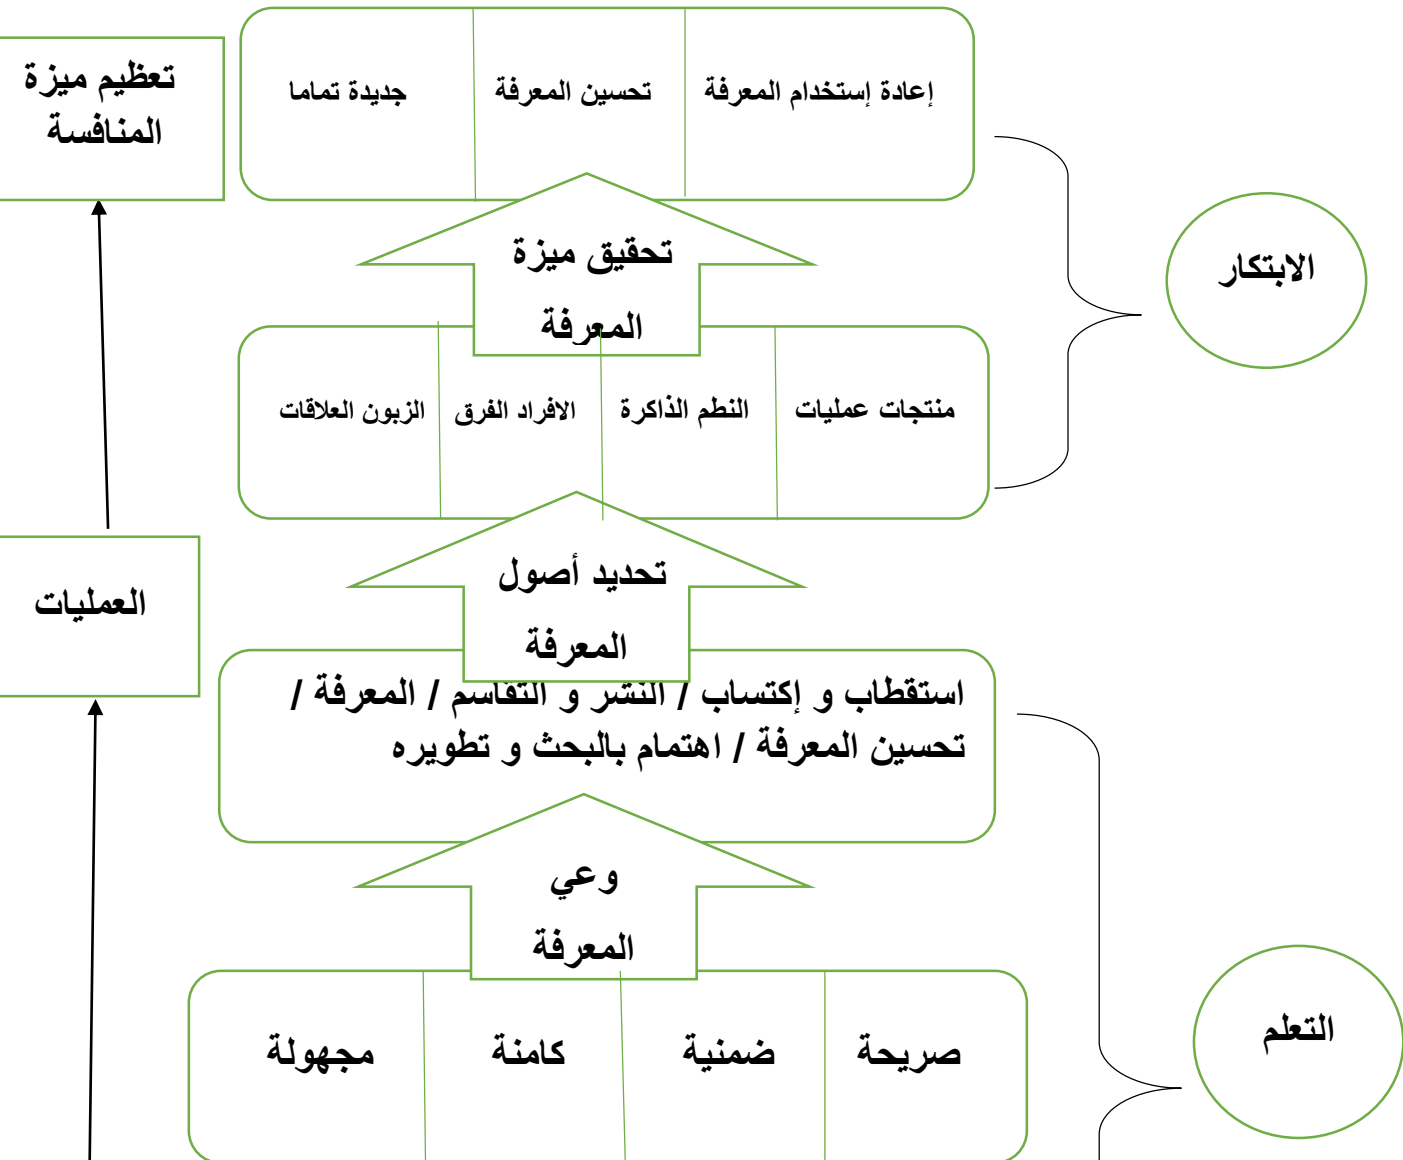 إعادة إستخدام المعرفة
تحسين المعرفة
جديدة تماما
تعظيم ميزة
المنافسة
تحقيق ميزة
المعرفة
الابتكار
منتجات عمليات
النطم الذاكرة
الافراد الفرق
الزبون العلاقات
تحديد أصول
المعرفة
العمليات
استقطاب و إكتساب / النشر و التقاسم / المعرفة /
تحسين المعرفة / اهتمام بالبحث و تطويره
وعي
المعرفة
التعلم
صريحة
ضمنية
كامنة
مجهولة